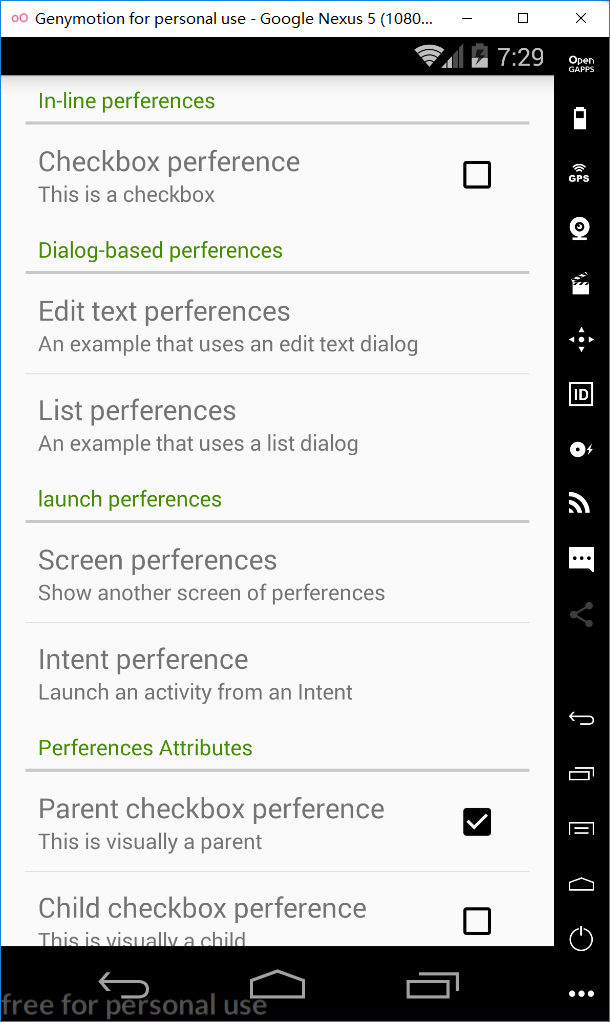 Genymotion for personal use - Google Nexus 5 (1080...
7:29
Open
GAPPS
In-line perferences
Checkbox perference
This is a checkbox
GPS
Dialog-based perferences
Edit text perferences
An example that uses an edit text dialog
ID
List perferences
An example that uses a list dialog
launch perferences
Screen perferences
Show another screen of perferences
Intent perference
Launch an activity from an Intent
Perferences Attributes
Parent checkbox perference
This is visually a parent
Child checkbox perference
This is visually a child
free for personal use